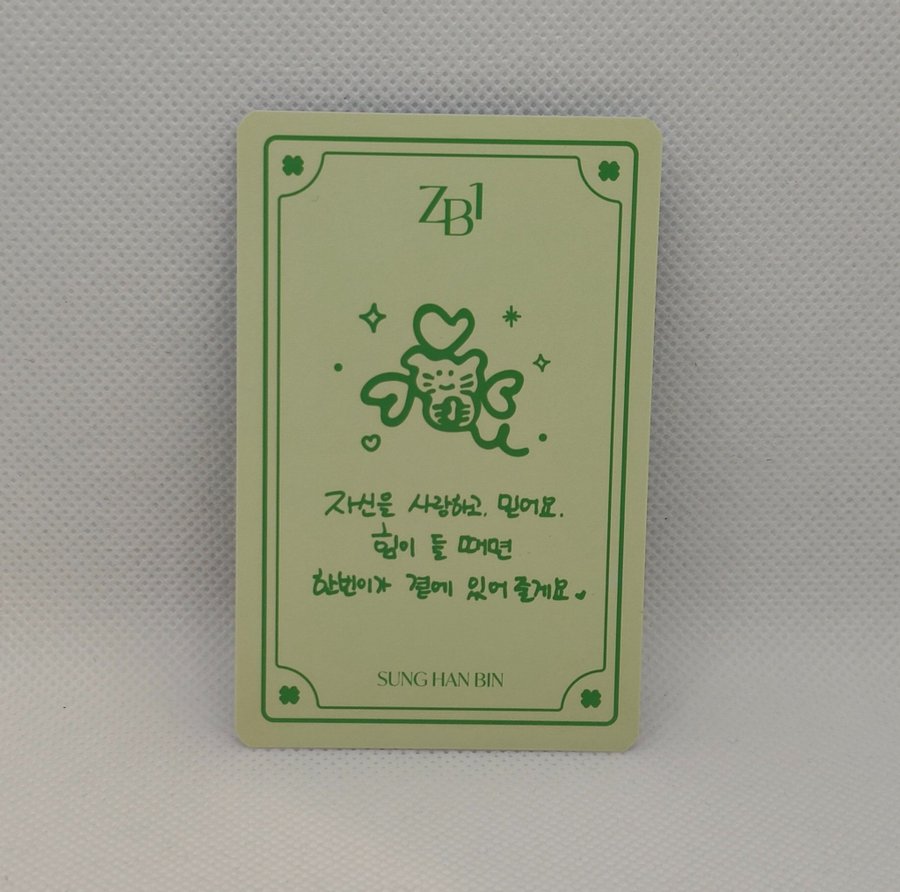 ZB1
자신을 사랑하고, 믿어요.
힘이 들 때면
한빈이가 곁에 있어 줄게요
SUNG HAN BIN